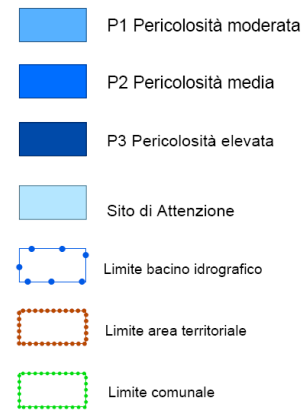 P1 Pericolosità moderata
P2 Pericolosità media
P3 Pericolosità elevata
Sito di Attenzione
Limite bacino idrografico
Limite area territoriale
Limite comunale